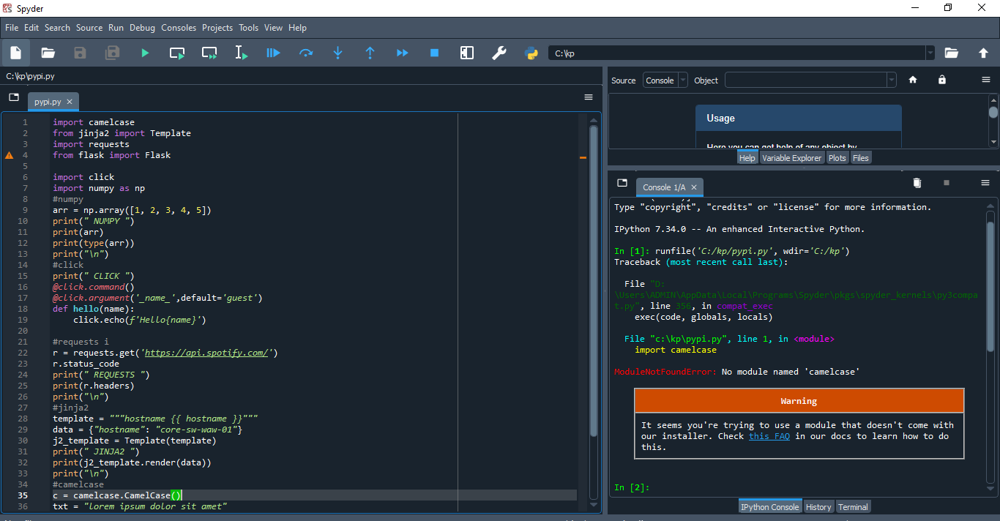 Spyder
File Edit Search Source Run Debug Consoles Projects Tools View Help
C:\kp
C:\kp\pypi.py
pypi.py
1 import camelcase
2 from jinja2 import Template
3 import requests
4 from flask import Flask
5
6 import click
7 import numpy as np
8 #numpy
9 arr = np.array([1, 2, 3, 4, 5])
10 print(" NUMPY ")
11 print(arr)
12 print(type(arr))
13 print("\n")
14 #click
15 print(" CLICK ")
16 @click.command()
17 @click.argument('_name_',default='guest')
18 def hello(name):
19 click.echo(f'Hello{name}')
20
21 #requests i
22 r = requests.get('https://api.spotify.com/')
23 r.status_code
24 print(" REQUESTS ")
25 print(r.headers)
26 print("\n")
27 #jinja2
28 template = """hostname {{ hostname }}"""
29 data = {"hostname": "core-sw-waw-01"}
30 j2_template = Template(template)
31 print(" JINJA2 ")
32 print(j2_template.render(data))
33 print("\n")
34 #camelcase
35 c = camelcase.CamelCase()
36 txt = "lorem ipsum dolor sit amet"
Source Console Object
Usage
Here you can get help of any object by
Help Variable Explorer Plots Files
Console 1/A
Type "copyright", "credits" or "license" for more information.
IPython 7.34.0 -- An enhanced Interactive Python.
In [1]: runfile('C:/kp/pypi.py', wdir='C:/kp')
Traceback (most recent call last):
File "D:
\Users\ADMIN\AppData\Local\Programs\Spyder\pkgs\spyder_kernels\py3compa
t.py", line 356, in compat_exec
exec(code, globals, locals)
File "c:\kp\pypi.py", line 1, in <module>
import camelcase
ModuleNotFoundError: No module named 'camelcase'
Warning
It seems you're trying to use a module that doesn't come with
our installer. Check this FAQ in our docs to learn how to do
this.
In [2]:
IPython Console History Terminal